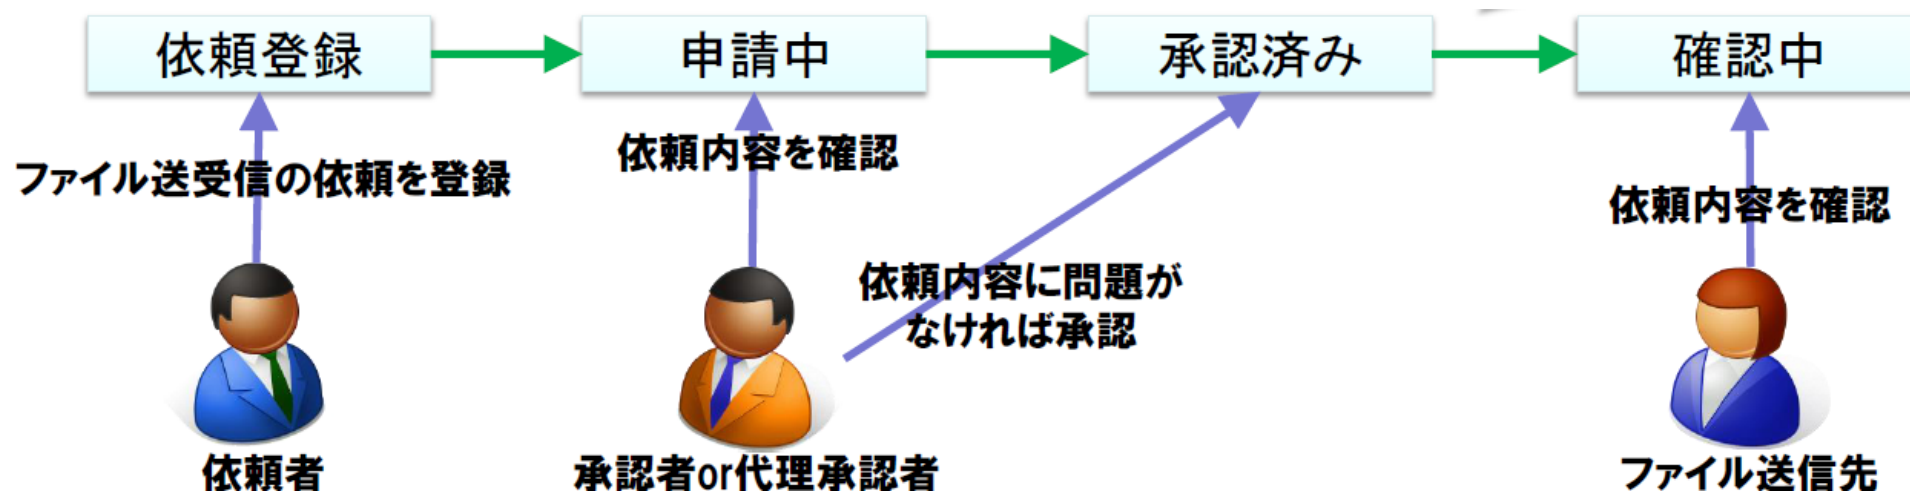 依頼登録
申請中
承認済み
確認中
ファイル送受信の依頼を登録
依頼内容を確認
依頼内容に問題が
なければ承認
依頼内容を確認
依頼者
承認者or代理承認者
ファイル送信先